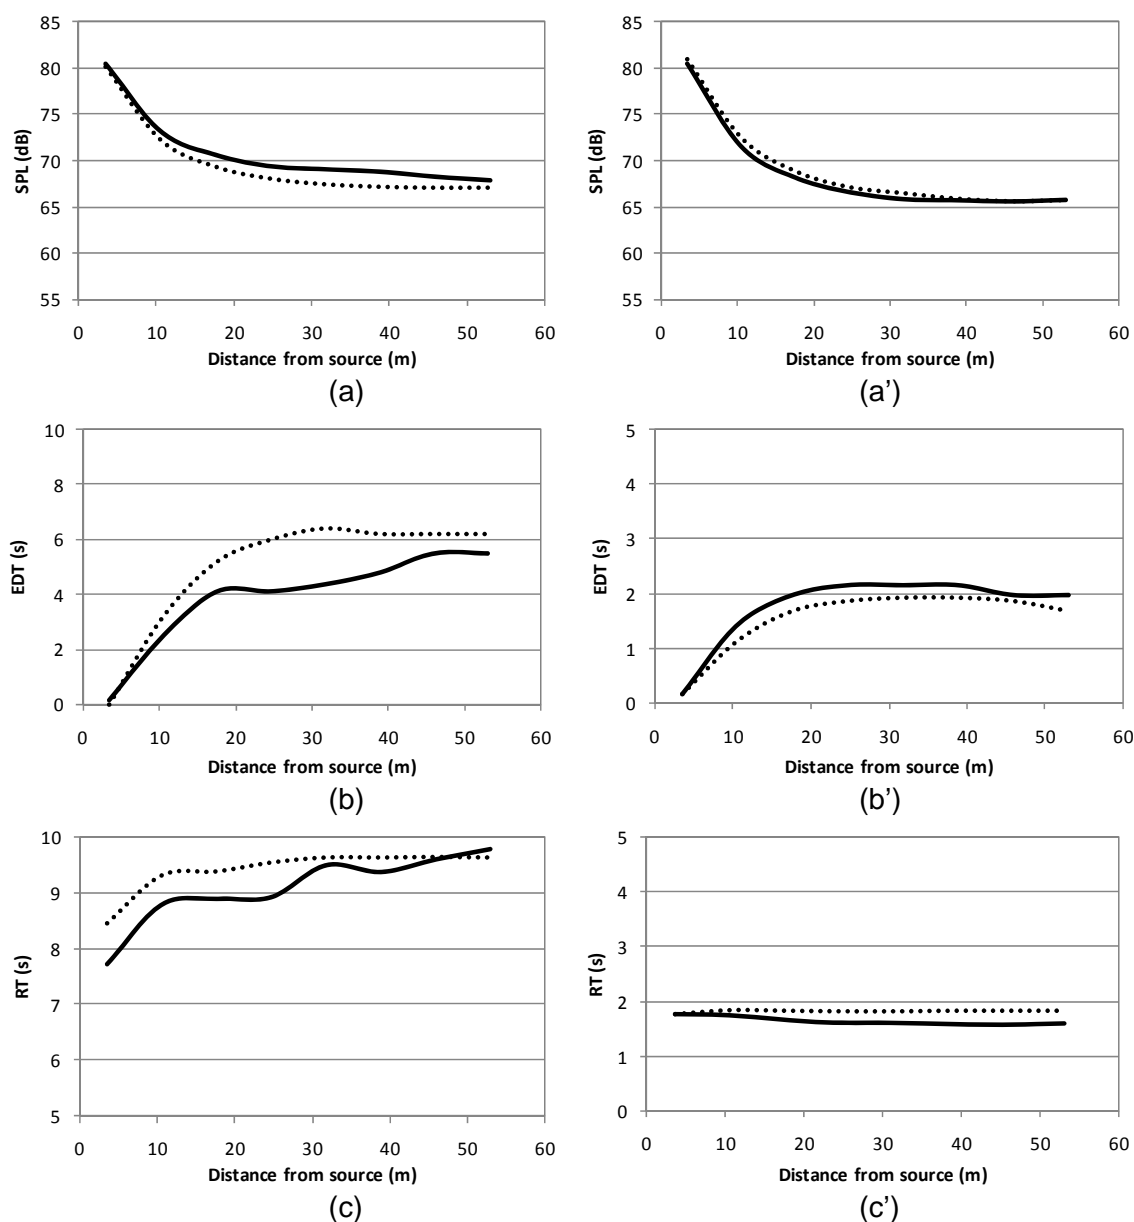 85
80
75
70
65
60
55
SPL (dB)
0 10 20 30 40 50 60
Distance from source (m)
(a)
85
80
75
70
65
60
55
SPL (dB)
0 10 20 30 40 50 60
Distance from source (m)
(a’)
10
8
6
4
2
0
EDT (s)
0 10 20 30 40 50 60
Distance from source (m)
(b)
5
4
3
2
1
0
EDT (s)
0 10 20 30 40 50 60
Distance from source (m)
(b’)
10
9
8
7
6
5
RT (s)
0 10 20 30 40 50 60
Distance from source (m)
(c)
5
4
3
2
1
0
RT (s)
0 10 20 30 40 50 60
Distance from source (m)
(c’)